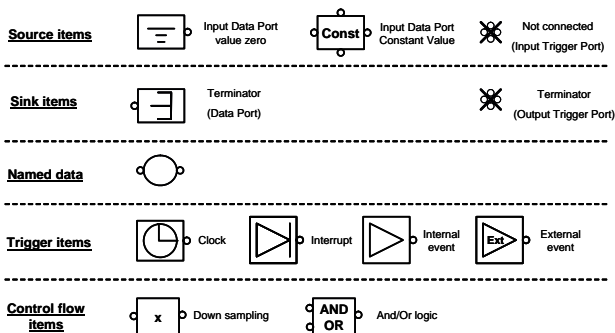 Source items
Input Data Port
value zero
Const
Input Data Port
Constant Value
Not connected
(Input Trigger Port)
Sink items
Terminator
(Data Port)
Terminator
(Output Trigger Port)
Named data
Trigger items
Clock
Interrupt
Internal
event
Ext
External
event
Control flow
items
x
Down sampling
AND
OR
And/Or logic